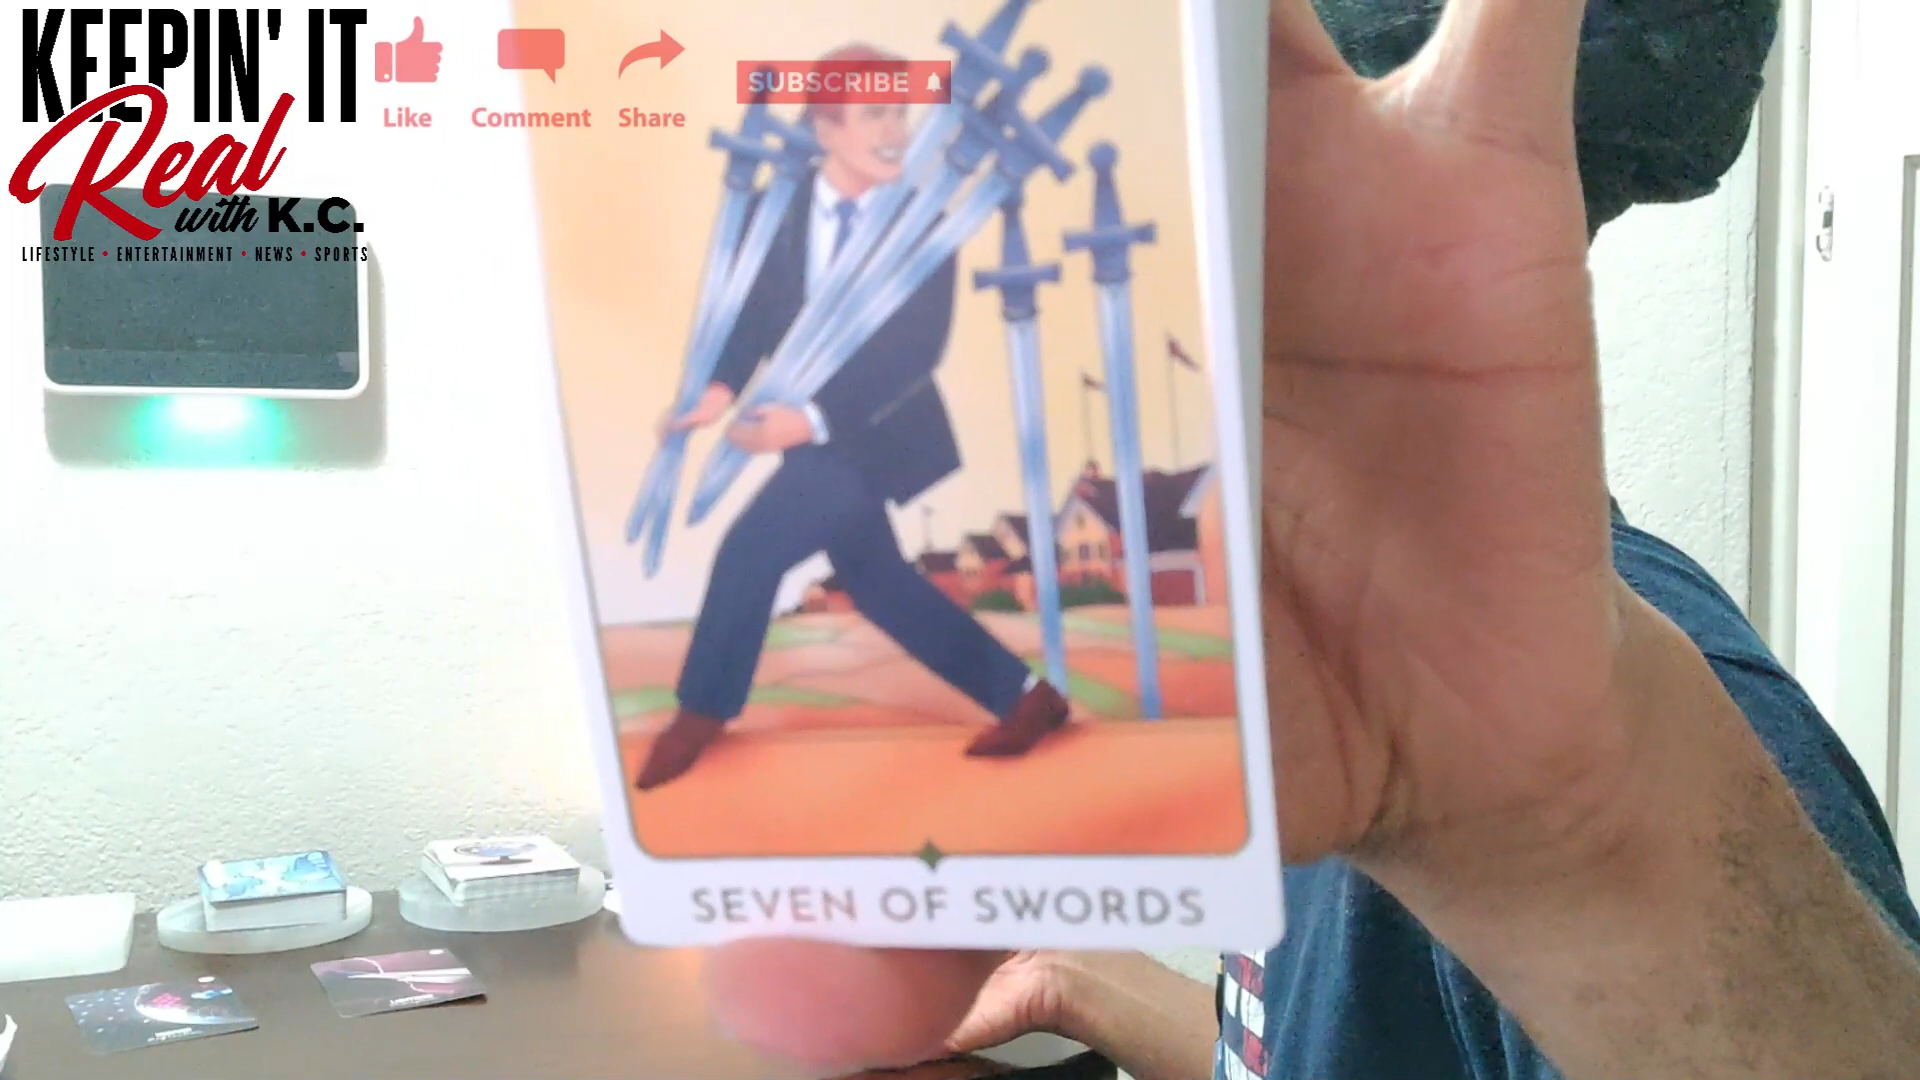 KEEPIN' IT
Real
with K.C.
LIFESTYLE • ENTERTAINMENT • NEWS • SPORTS
Like
Comment
Share
SUBSCRIBE
SEVEN OF SWORDS